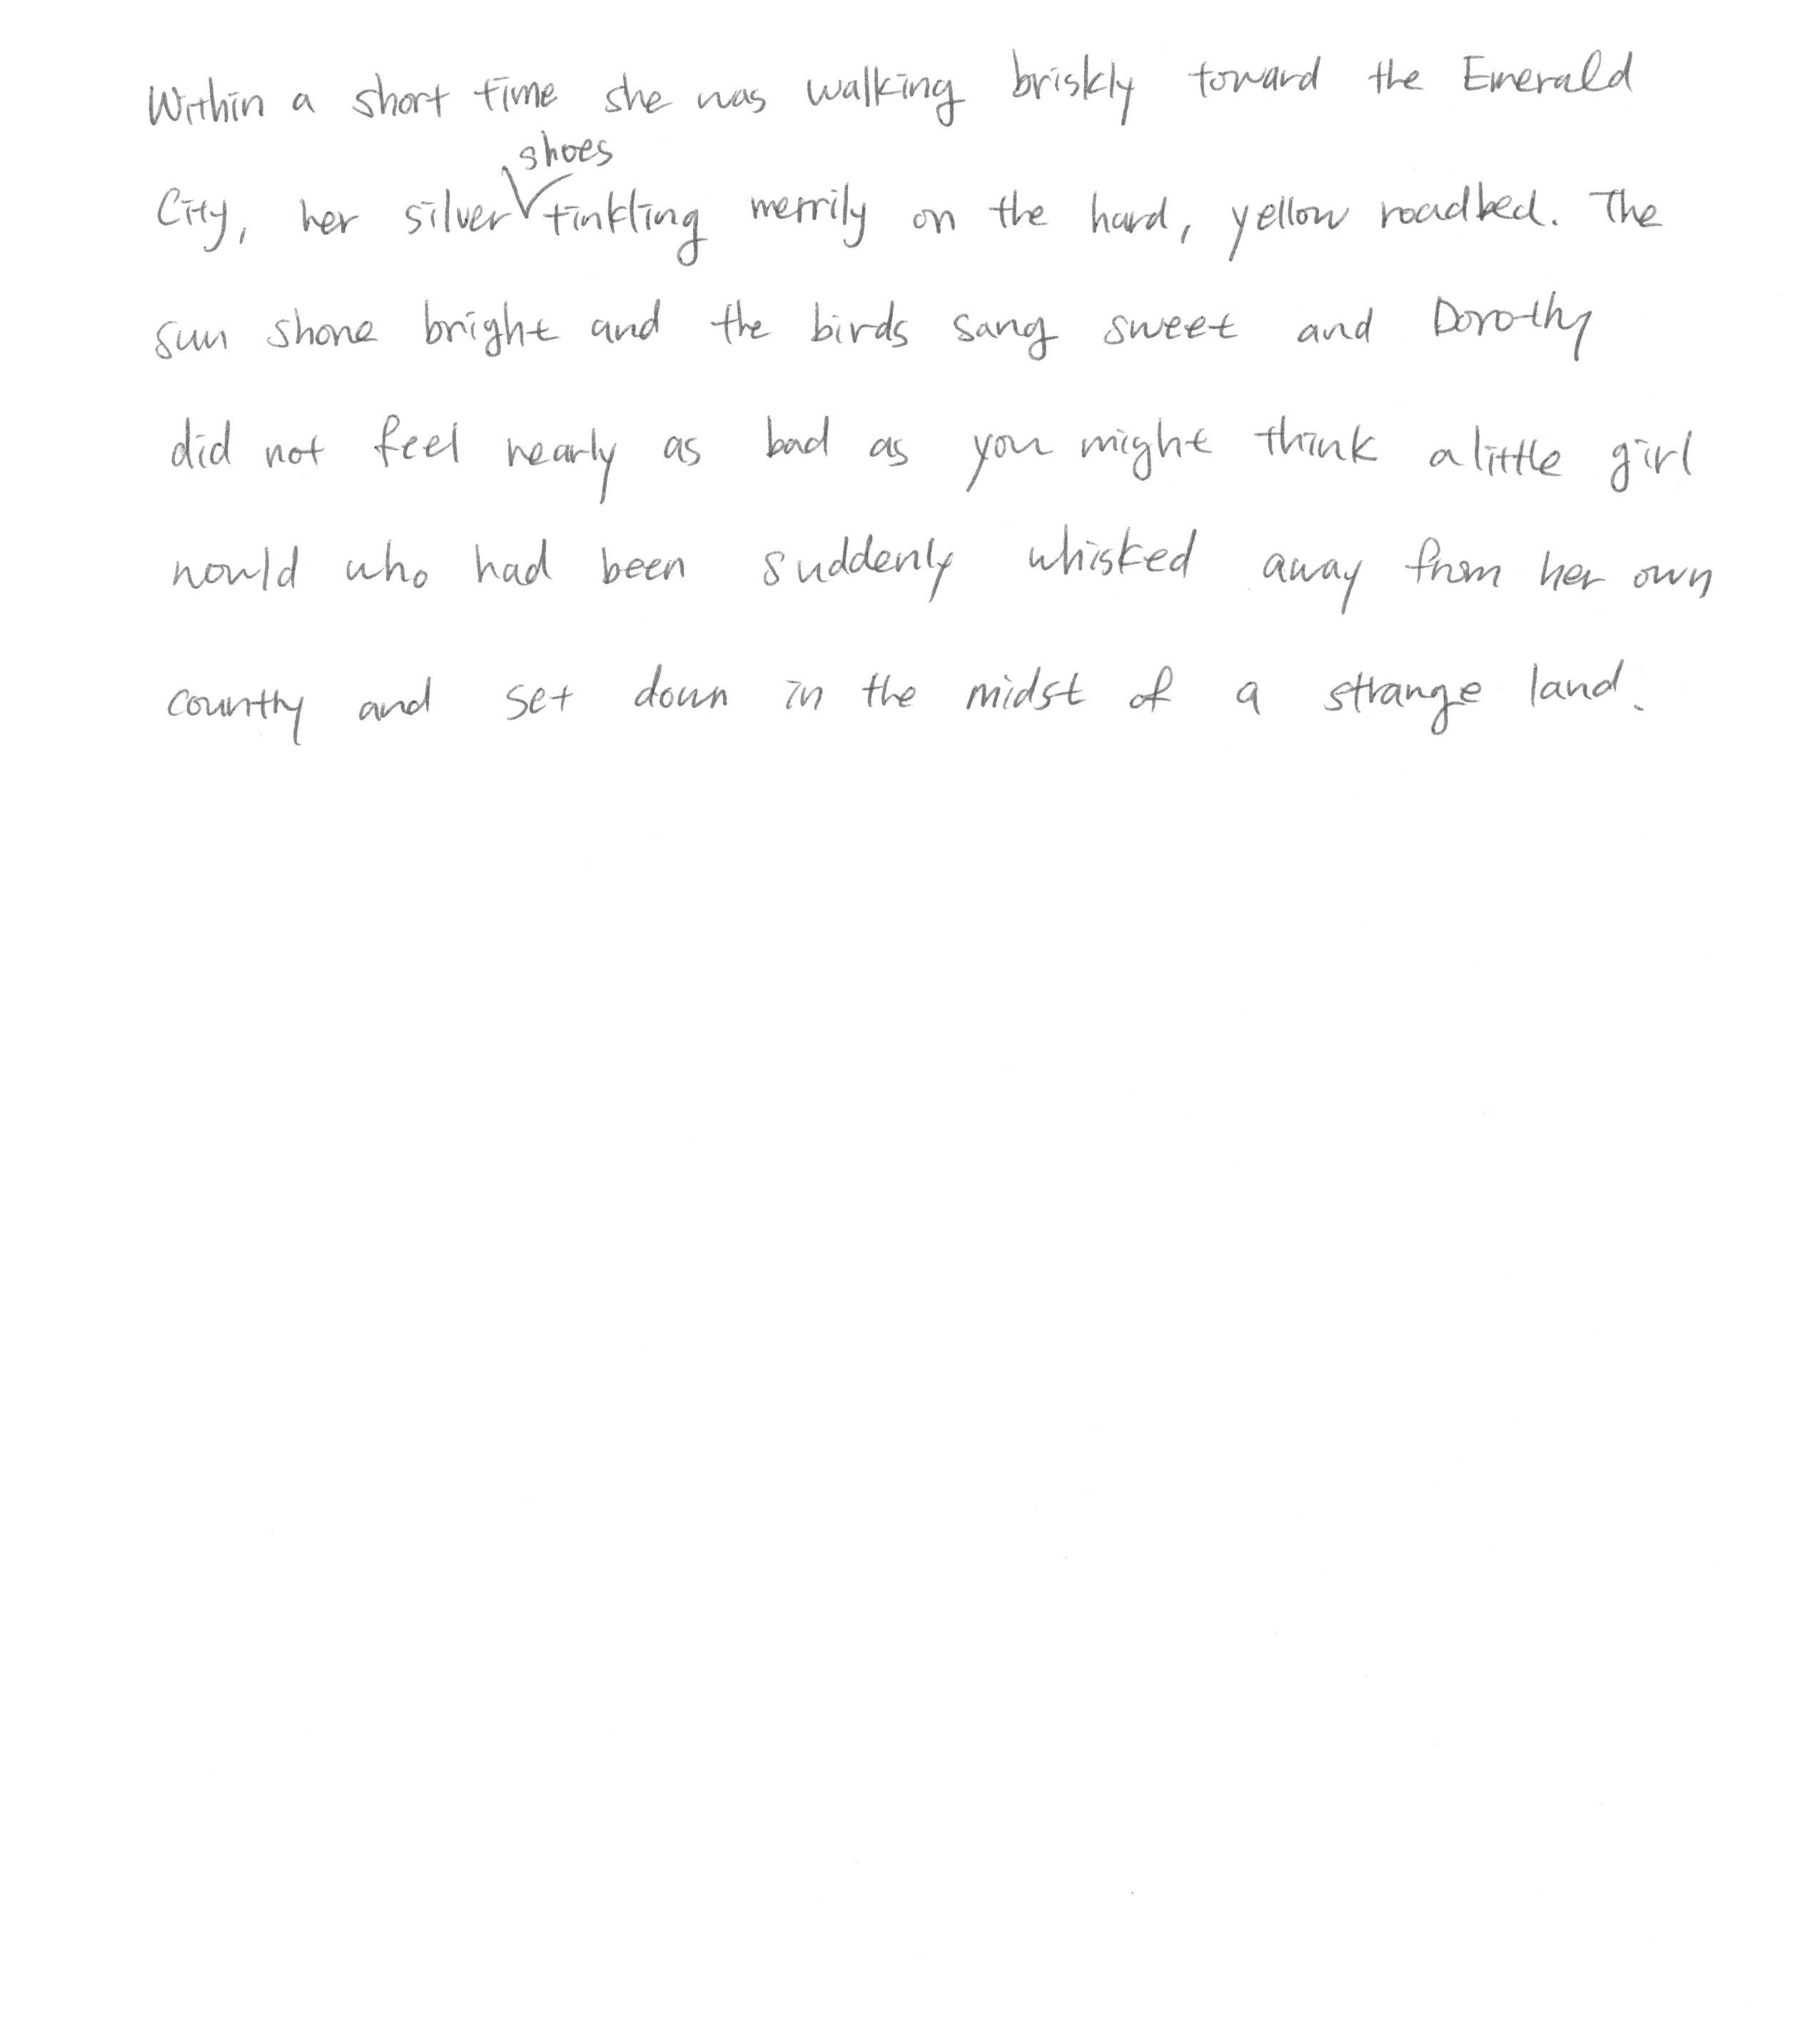 Within a short time she was walking briskly toward the Emerald
City, her silver shoes tinkling merrily on the hard, yellow roadbed. The
sun shone bright and the birds sang sweet and Dorothy
did not feel nearly as bad as you might think a little girl
would who had been suddenly whisked away from her own
country and set down in the midst of a strange land.